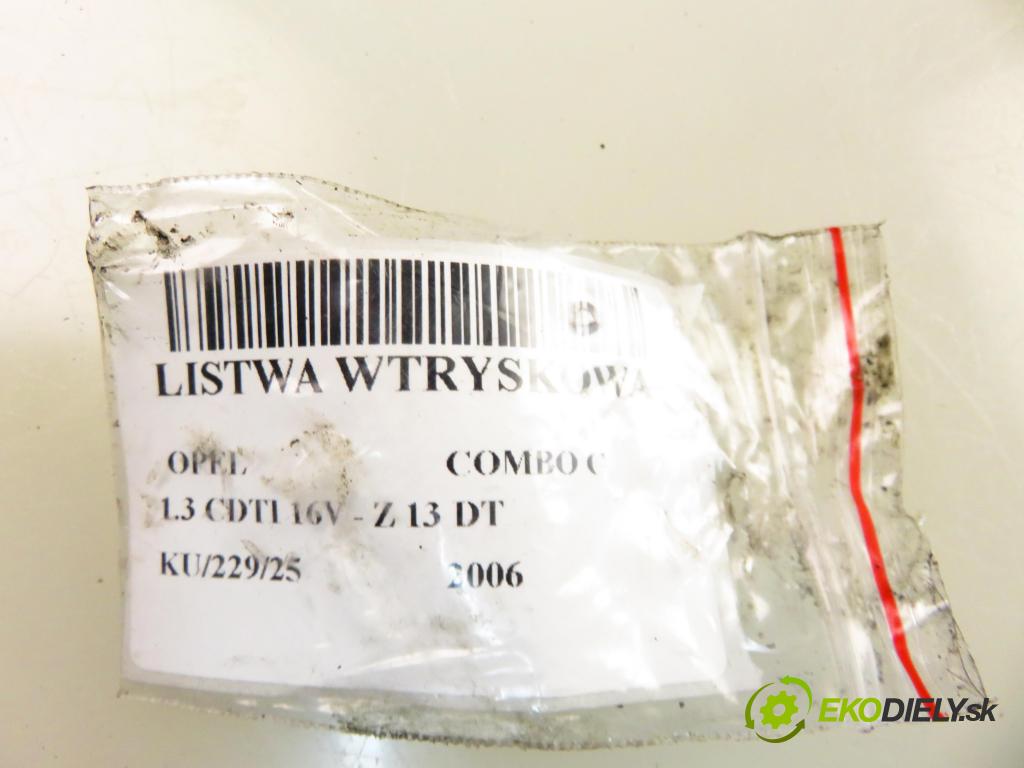 LISTWA WTRYSKOWA
OPEL COMBO C
1.3 CDTI 16V - Z 13 DT
KU/229/25 2006
EKODIELY.sk